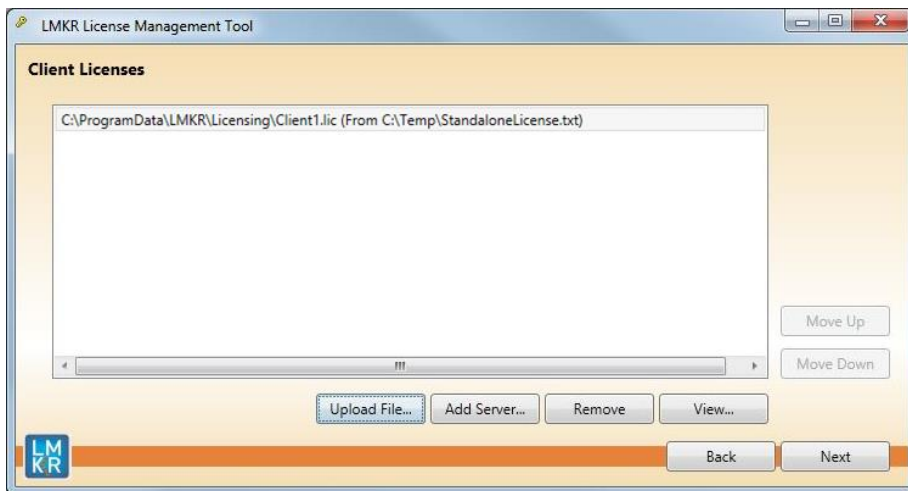 LMKR License Management Tool
Client Licenses
C:\ProgramData\LMKR\Licensing\Client1.lic (From C:\Temp\StandaloneLicense.txt)
Move Up
Move Down
Upload File... Add Server... Remove View...
LM
KR
Back Next